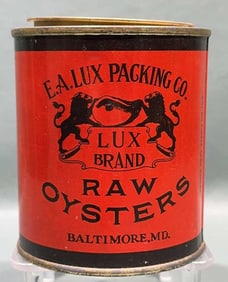 E.A. LUX PACKING CO.
LUX
BRAND
RAW
OYSTERS
BALTIMORE, MD.